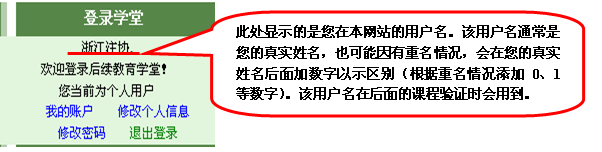 登录学堂
浙江注协,
欢迎登录后续教育学堂!
您当前为个人用户
我的账户 修改个人信息
修改密码 退出登录
此处显示的是您在本网站的用户名。该用户名通常是
您的真实姓名,也可能因有重名情况,会在您的真实
姓名后面加数字以示区别(根据重名情况添加 0、1
等数字)。该用户名在后面的课程验证时会用到。